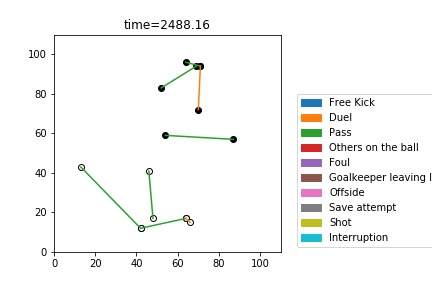 time=2488.16
100
80
60
40
20
0
0 20 40 60 80 100
Free Kick
Duel
Pass
Others on the ball
Foul
Goalkeeper leaving l
Offside
Save attempt
Shot
Interruption